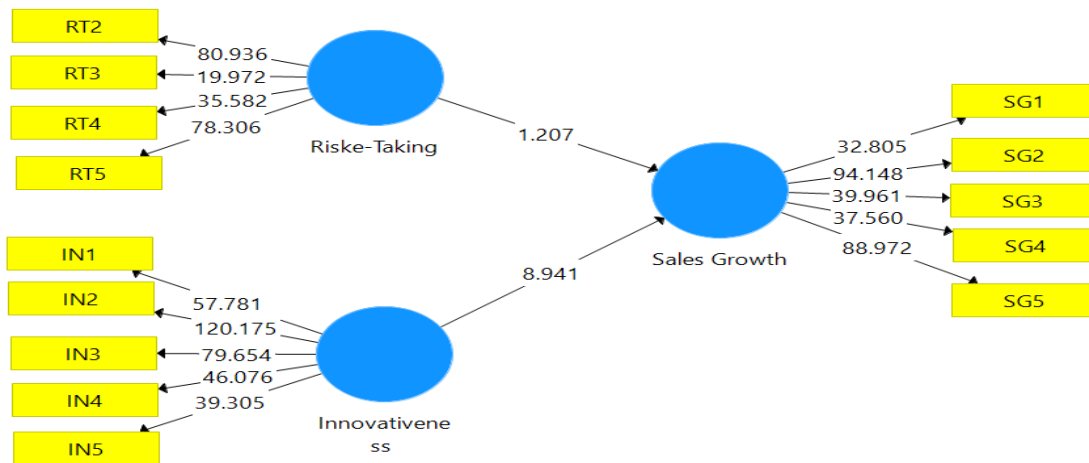 RT2
80.936
RT3
19.972
RT4
35.582
RT5
78.306
Riske-Taking
1.207
IN1
57.781
IN2
120.175
IN3
79.654
IN4
46.076
IN5
39.305
Innovativene
ss
8.941
Sales Growth
SG1
32.805
SG2
94.148
SG3
39.961
SG4
37.560
SG5
88.972